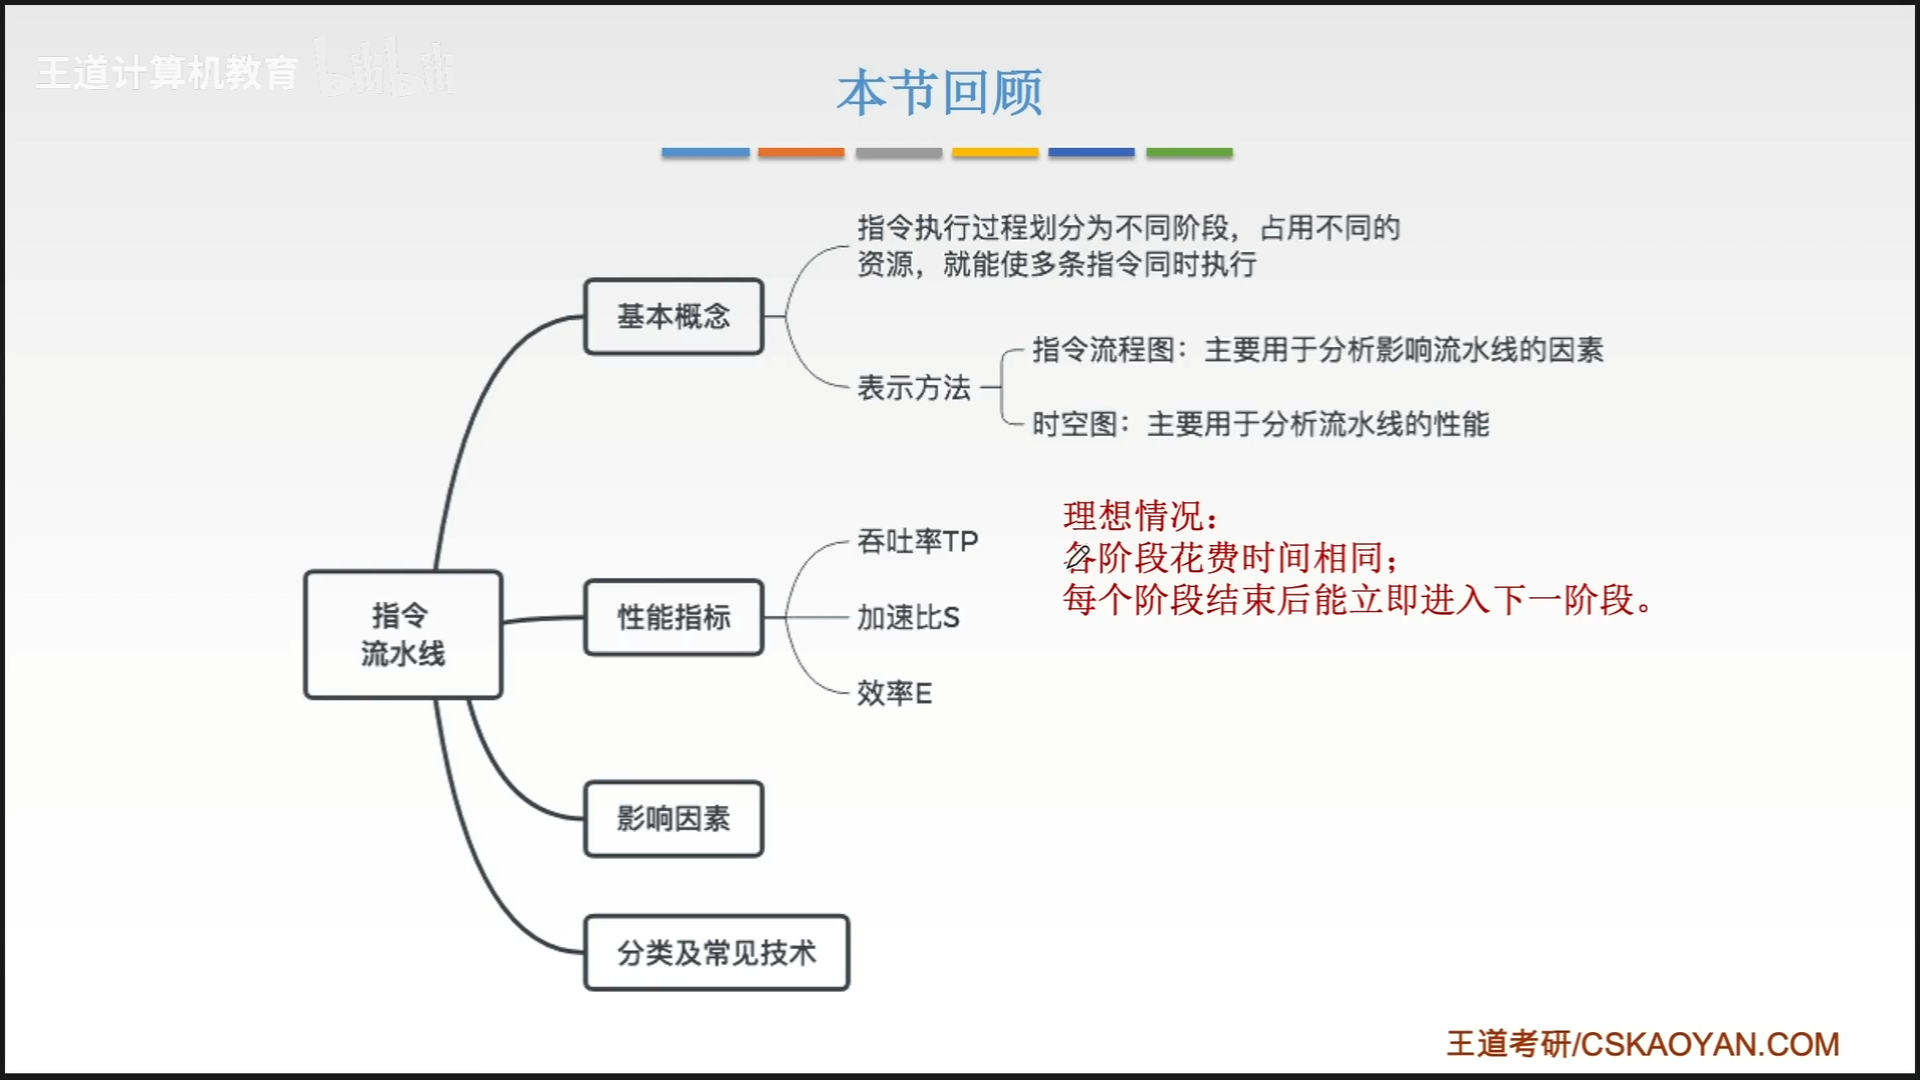 王道计算机教育 bilibili
本节回顾
指令执行过程划分为不同阶段，占用不同的
资源，就能使多条指令同时执行
基本概念
指令流程图：主要用于分析影响流水线的因素
表示方法
时空图：主要用于分析流水线的性能
理想情况：
各阶段花费时间相同；
每个阶段结束后能立即进入下一阶段。
吞吐率TP
指令
流水线
性能指标
加速比S
效率E
影响因素
分类及常见技术
王道考研/CSKAOYAN.COM